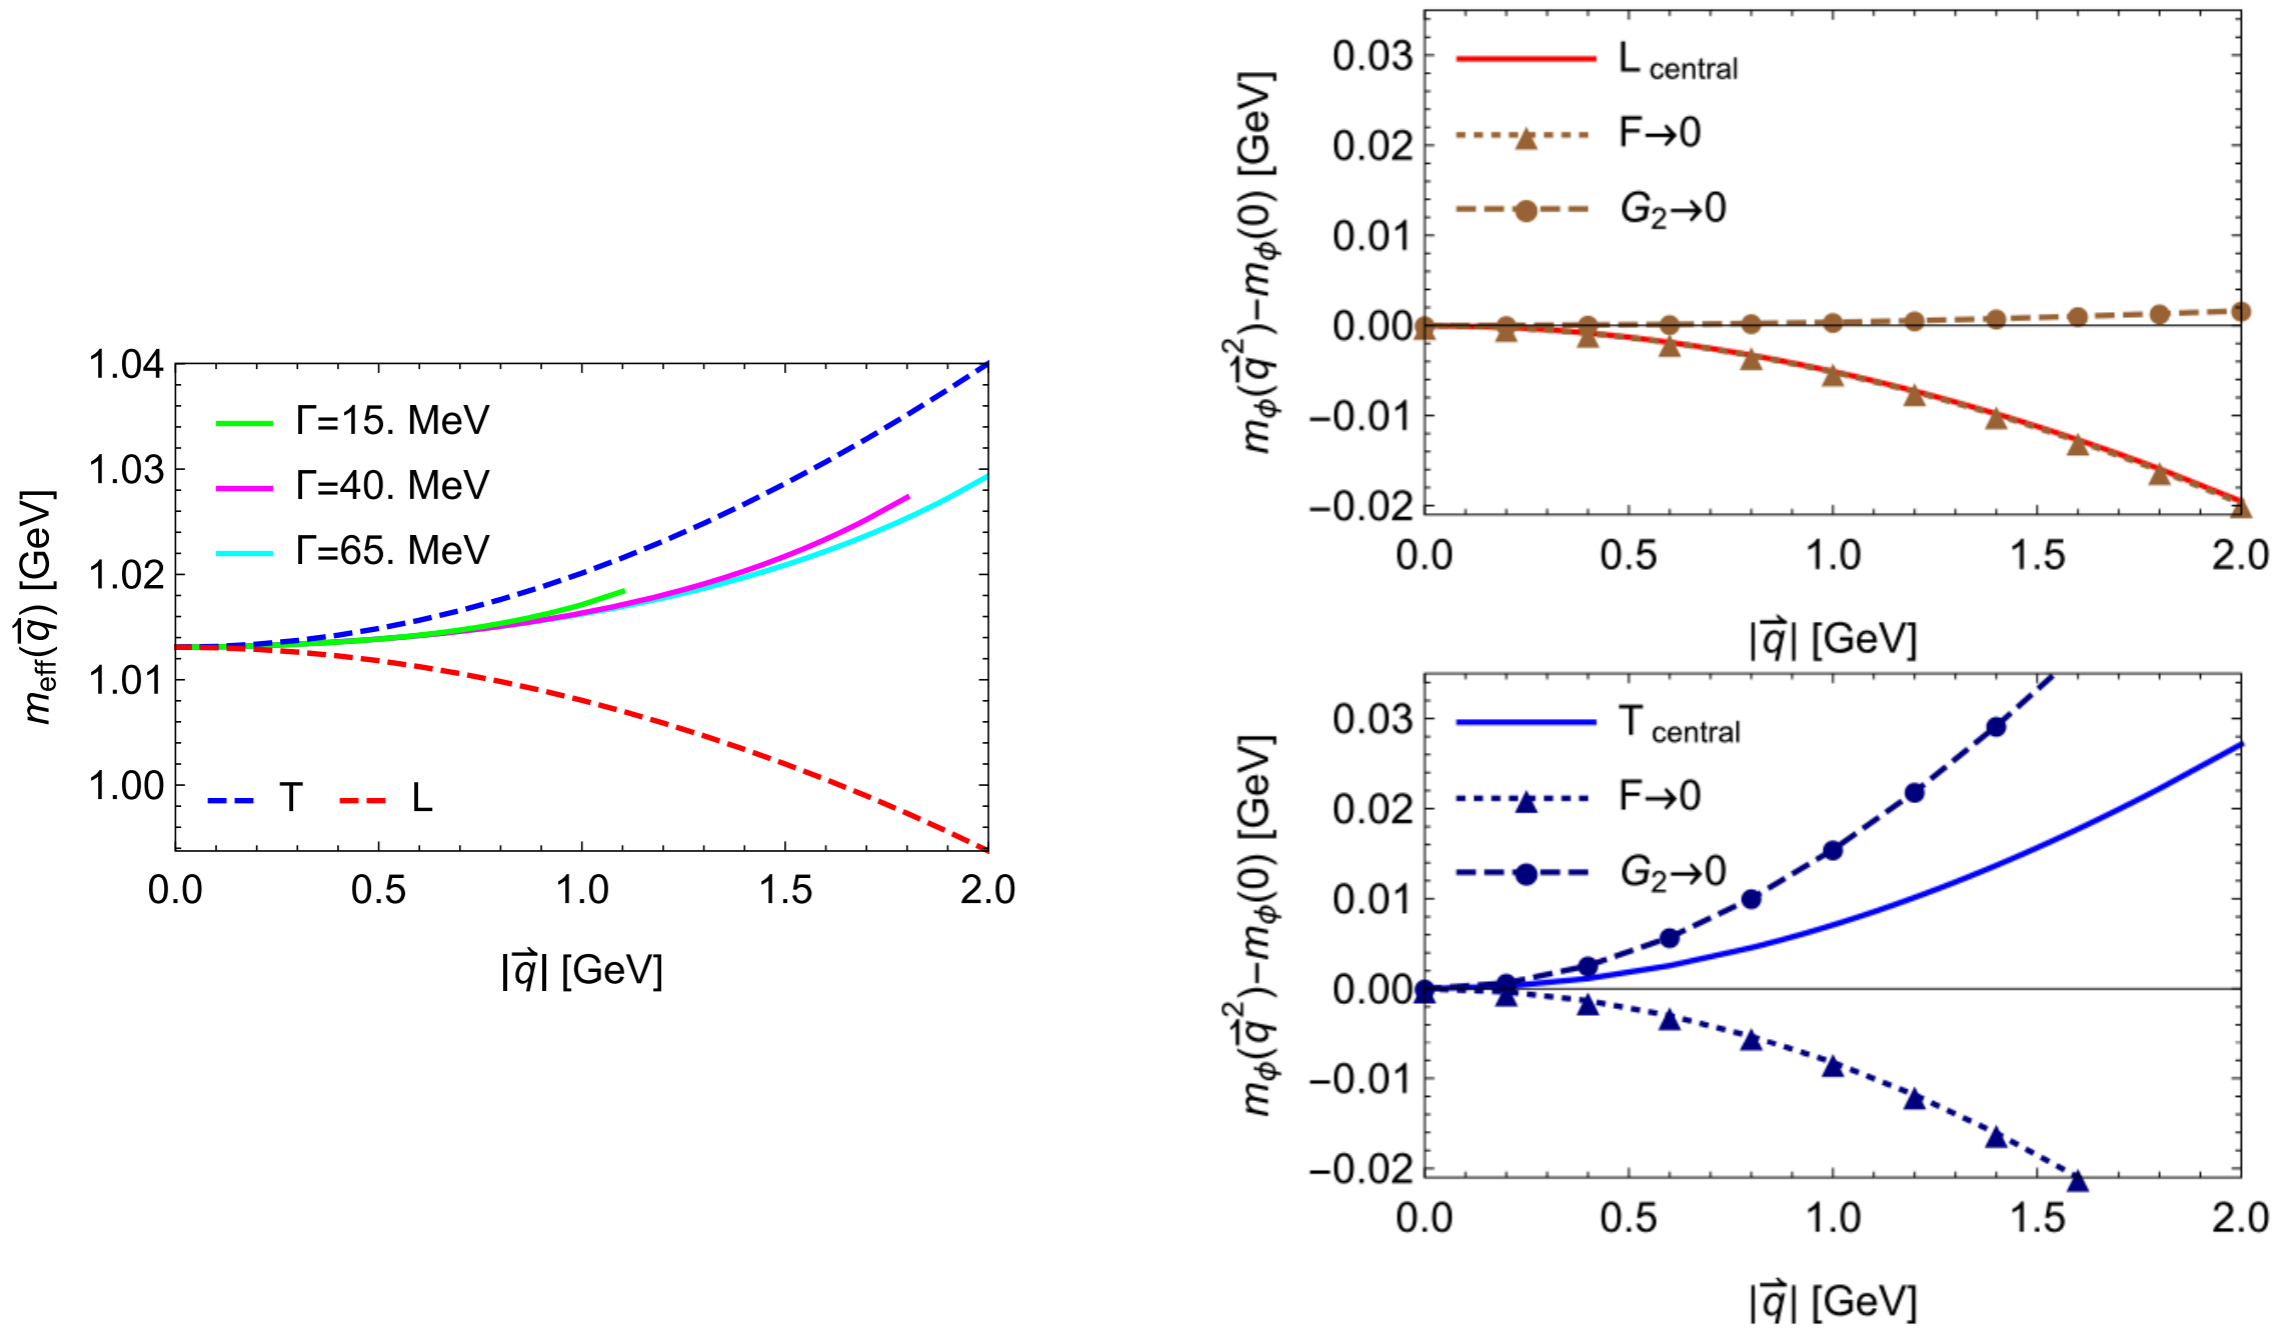 1.04
1.03
1.02
1.01
1.00
m_eff(q⃗) [GeV]
Γ=15. MeV
Γ=40. MeV
Γ=65. MeV
T L
0.0 0.5 1.0 1.5 2.0
|q⃗| [GeV]
0.03
0.02
0.01
0.00
−0.01
−0.02
m_ϕ(q⃗²)−m_ϕ(0) [GeV]
L central
F→0
G₂→0
0.0 0.5 1.0 1.5 2.0
|q⃗| [GeV]
0.03
0.02
0.01
0.00
−0.01
−0.02
m_ϕ(q⃗²)−m_ϕ(0) [GeV]
T central
F→0
G₂→0
0.0 0.5 1.0 1.5 2.0
|q⃗| [GeV]